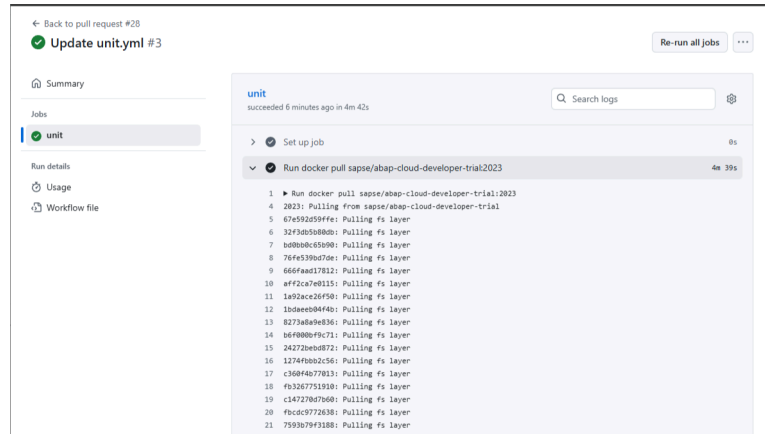 ← Back to pull request #28
Update unit.yml #3
Re-run all jobs
...
Summary
Jobs
unit
Run details
Usage
Workflow file
unit
succeeded 6 minutes ago in 4m 42s
Search logs
Set up job 0s
Run docker pull sapse/abap-cloud-developer-trial:2023 4m 39s
1 ▶ Run docker pull sapse/abap-cloud-developer-trial:2023
4 2023: Pulling from sapse/abap-cloud-developer-trial
5 67e592d59ffe: Pulling fs layer
6 32f3db5b80db: Pulling fs layer
7 bd0bb0c65b90: Pulling fs layer
8 76fe539bd7de: Pulling fs layer
9 666faad17812: Pulling fs layer
10 aff2ca7e0115: Pulling fs layer
11 1a92ace26f50: Pulling fs layer
12 1bdaeeb04f4b: Pulling fs layer
13 8273a8a9e836: Pulling fs layer
14 b6f000bf9c71: Pulling fs layer
15 24272bebd872: Pulling fs layer
16 1274fbbb2c56: Pulling fs layer
17 c360f4b77013: Pulling fs layer
18 fb3267751910: Pulling fs layer
19 c147270d7b60: Pulling fs layer
20 fbcdc9772638: Pulling fs layer
21 7593b79f3188: Pulling fs layer